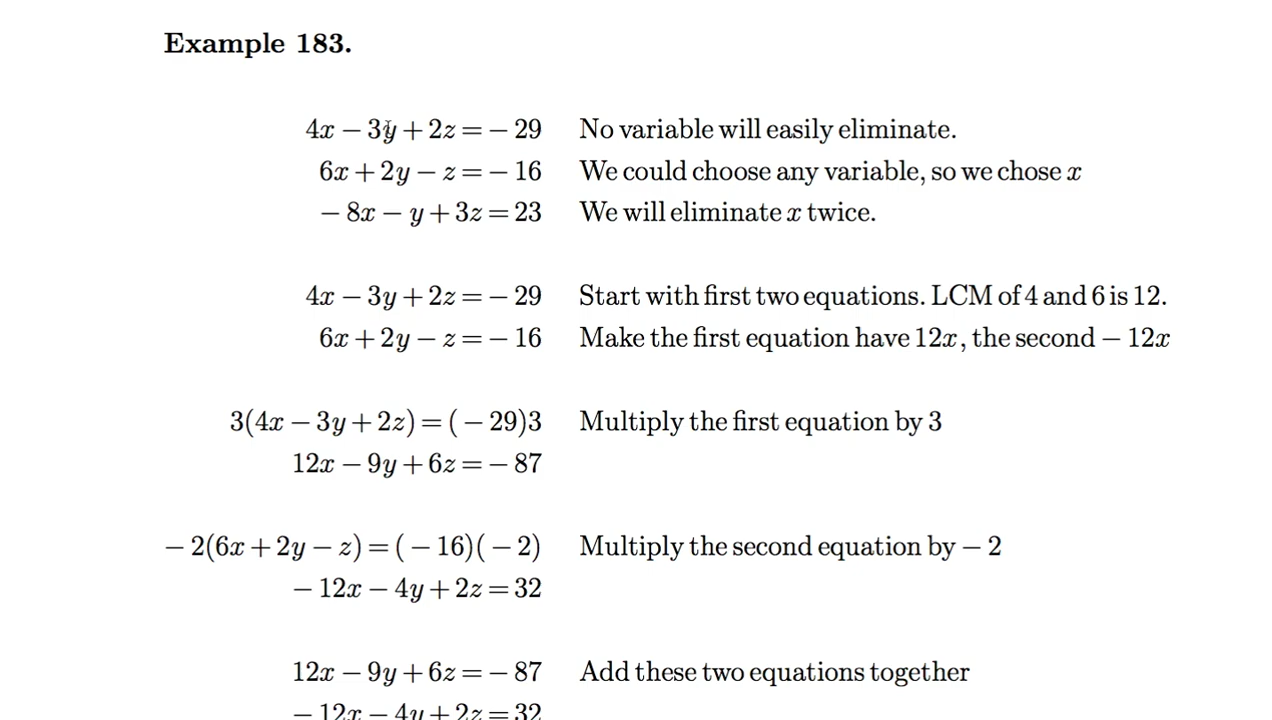 Example 183.
4x − 3y + 2z = − 29 No variable will easily eliminate.
6x + 2y − z = − 16 We could choose any variable, so we chose x
− 8x − y + 3z = 23 We will eliminate x twice.
4x − 3y + 2z = − 29 Start with first two equations. LCM of 4 and 6 is 12.
6x + 2y − z = − 16 Make the first equation have 12x, the second − 12x
3(4x − 3y + 2z) = ( − 29)3 Multiply the first equation by 3
12x − 9y + 6z = − 87
− 2(6x + 2y − z) = ( − 16)( − 2) Multiply the second equation by − 2
− 12x − 4y + 2z = 32
12x − 9y + 6z = − 87 Add these two equations together
− 12x − 4y + 2z = 32